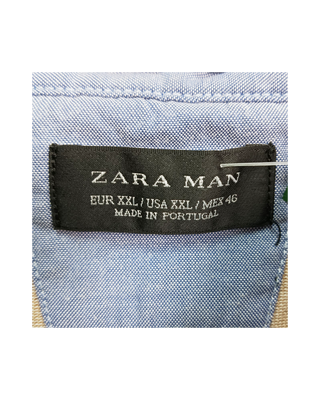 ZARA MAN
EUR XXL / USA XXL / MEX 46
MADE IN PORTUGAL